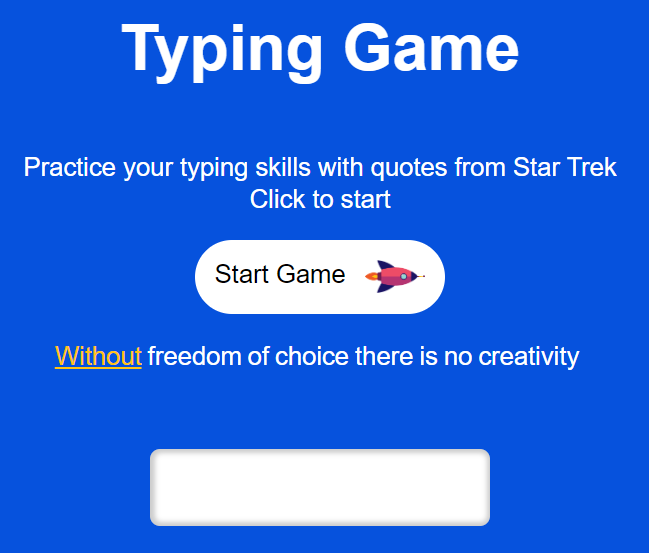 Typing Game
Practice your typing skills with quotes from Star Trek
Click to start
Start Game
Without freedom of choice there is no creativity